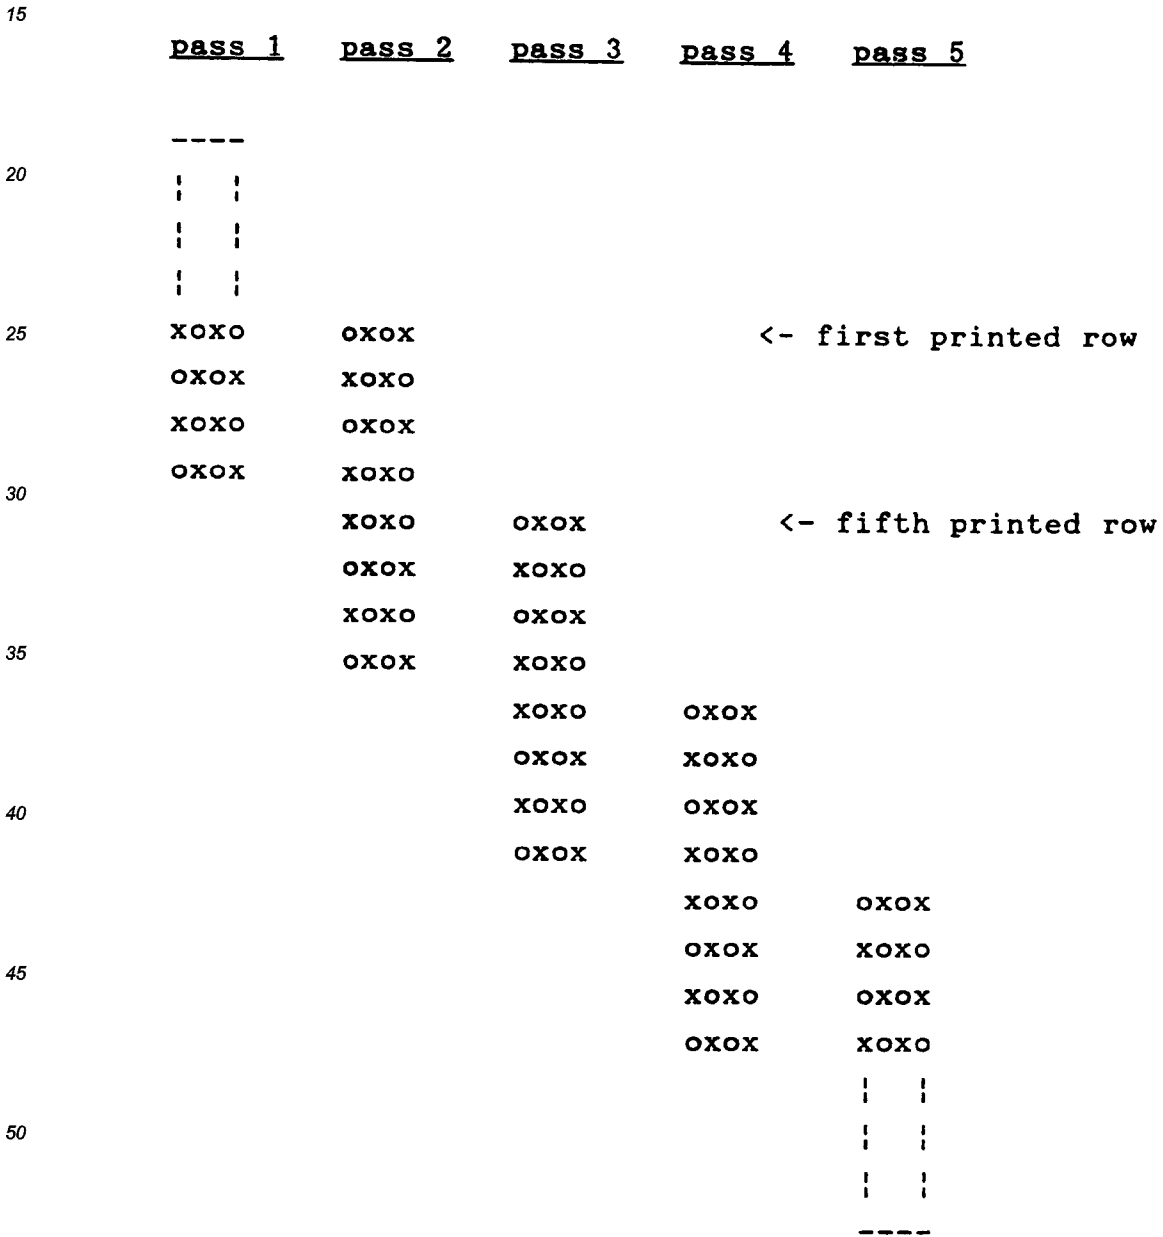 15
pass 1 pass 2 pass 3 pass 4 pass 5
----
20
25 xoxo oxox <- first printed row
oxox xoxo
xoxo oxox
oxox xoxo
30
xoxo oxox <- fifth printed row
oxox xoxo
xoxo oxox
35
oxox xoxo
xoxo oxox
oxox xoxo
40 xoxo oxox
oxox xoxo
xoxo oxox
oxox xoxo
45
xoxo oxox
oxox xoxo
50
----